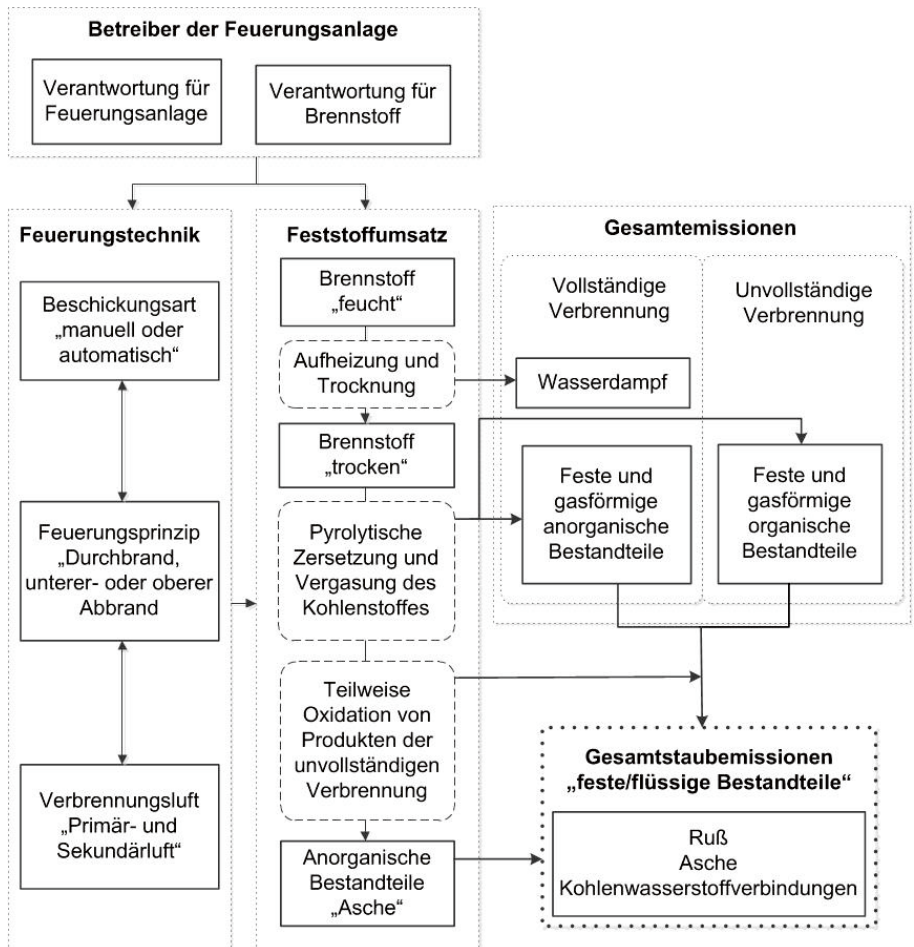 Betreiber der Feuerungsanlage
Verantwortung für
Feuerungsanlage
Verantwortung für
Brennstoff
Feuerungstechnik
Beschickungsart
„manuell oder
automatisch“
Feuerungsprinzip
„Durchbrand,
unterer- oder oberer
Abbrand
Verbrennungsluft
„Primär- und
Sekundärluft“
Feststoffumsatz
Brennstoff
„feucht“
Aufheizung und
Trocknung
Brennstoff
„trocken“
Pyrolytische
Zersetzung und
Vergasung des
Kohlenstoffes
Teilweise
Oxidation von
Produkten der
unvollständigen
Verbrennung
Anorganische
Bestandteile
„Asche“
Gesamtemissionen
Vollständige
Verbrennung
Unvollständige
Verbrennung
Wasserdampf
Feste und
gasförmige
anorganische
Bestandteile
Feste und
gasförmige
organische
Bestandteile
Gesamtstaubemissionen
„feste/flüssige Bestandteile“
Ruß
Asche
Kohlenwasserstoffverbindungen